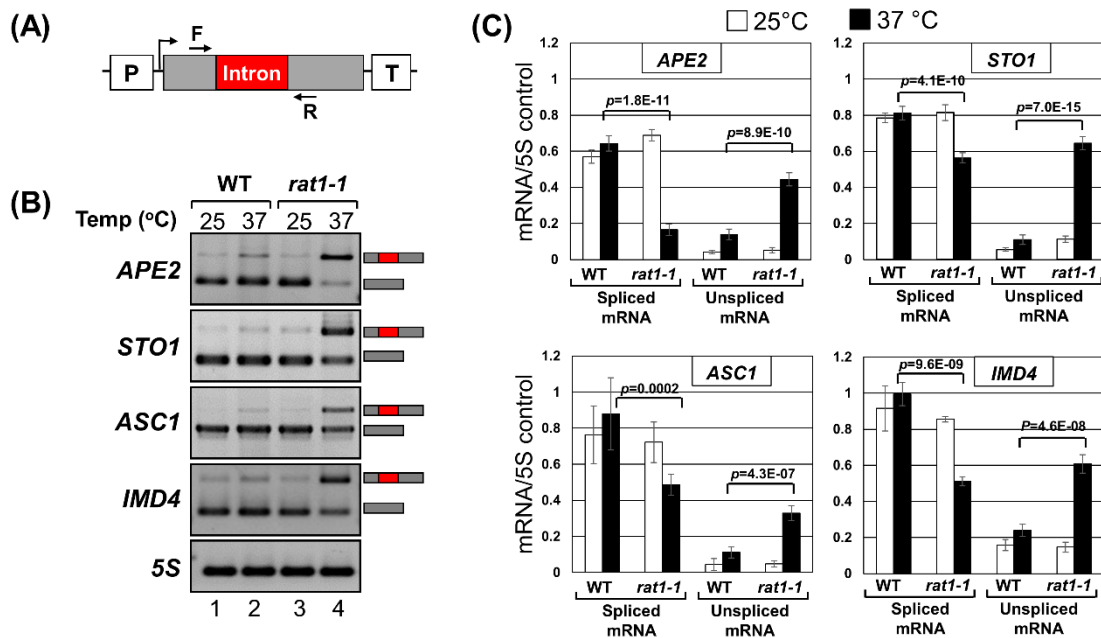 (A)
F
P
Intron
T
R
(B)
WT rat1-1
Temp (oC) 25 37 25 37
APE2
STO1
ASC1
IMD4
5S
1 2 3 4
(C)
25°C 37 °C
mRNA/5S control
1.2
1
0.8
0.6
0.4
0.2
0
APE2
p=1.8E-11
p=8.9E-10
WT rat1-1 WT rat1-1
Spliced Unspliced
mRNA mRNA
1.2
1
0.8
0.6
0.4
0.2
0
STO1
p=4.1E-10
p=7.0E-15
WT rat1-1 WT rat1-1
Spliced Unspliced
mRNA mRNA
mRNA/5S control
1.2
1
0.8
0.6
0.4
0.2
0
ASC1
p=0.0002
p=4.3E-07
WT rat1-1 WT rat1-1
Spliced Unspliced
mRNA mRNA
1.2
1
0.8
0.6
0.4
0.2
0
IMD4
p=9.6E-09
P=4.6E-08
WT rat1-1 WT rat1-1
Spliced Unspliced
mRNA mRNA